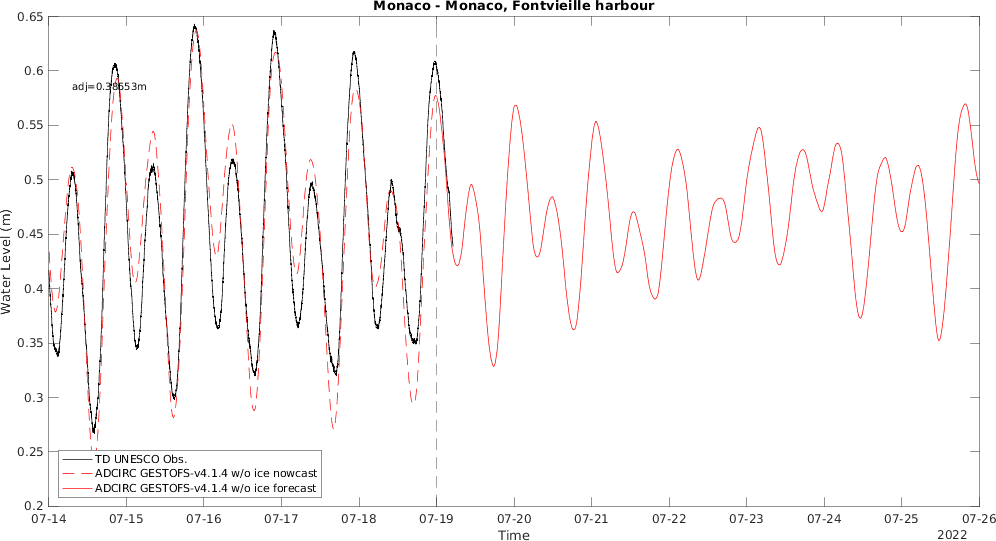 Monaco - Monaco, Fontvieille harbour
0.65
0.6
adj=0.38653m
0.55
0.5
0.45
0.4
0.35
0.3
0.25
0.2
Water Level (m)
TD UNESCO Obs.
ADCIRC GESTOFS-v4.1.4 w/o ice nowcast
ADCIRC GESTOFS-v4.1.4 w/o ice forecast
07-14 07-15 07-16 07-17 07-18 07-19 07-20 07-21 07-22 07-23 07-24 07-25 07-26
Time
2022